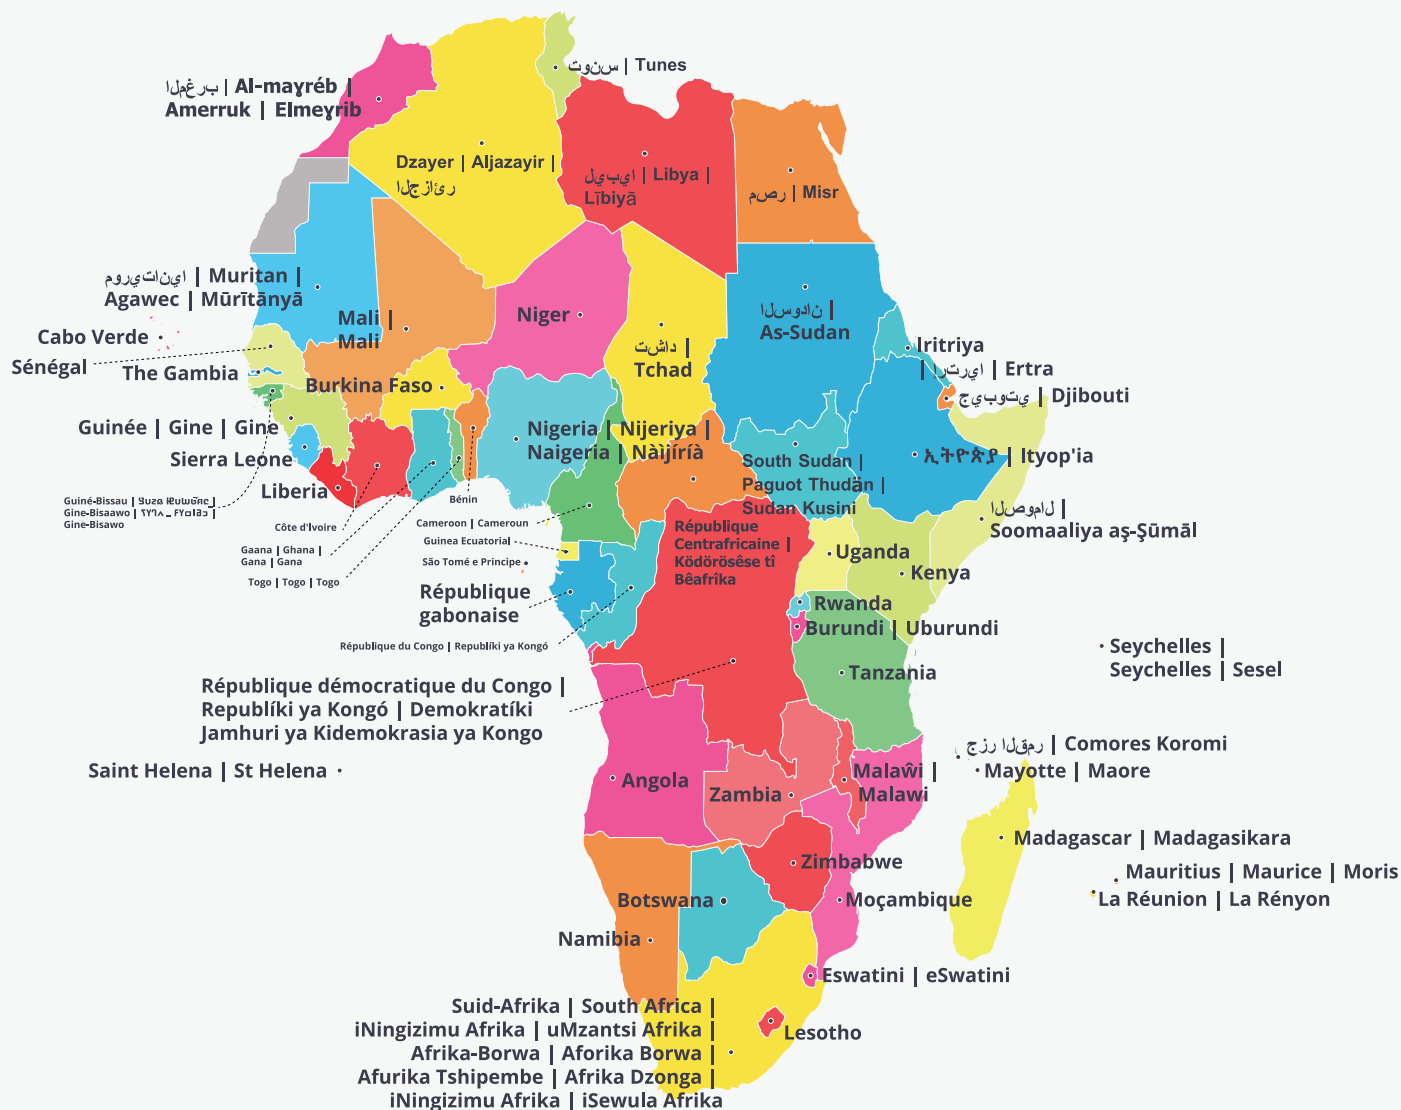 تونس | Tunes
المغرب | Al-maɣréb |
Amerruk | Elmeɣrib
Dzayer | Aljazayir |
الجزائر
ليبيا | Libya |
Lībiyā
مصر | Misr
موريتانيا | Muritan |
Agawec | Mūrītānyā
Mali |
Mali
Niger
تشاد |
Tchad
السودان |
As-Sudan
Cabo Verde
Sénégal
The Gambia
Burkina Faso
Iritriya
| إرتريا | Ertra
جيبوتي | Djibouti
Guinée | Gine | Gine
Sierra Leone
Liberia
Nigeria | Nijeriya |
Naigeria | Nàìjíríà
South Sudan |
Paguot Thudän |
Sudan Kusini
ኢትዮጵያ | Ityop'ia
الصومال |
Soomaaliya aş-Şūmāl
Guiné-Bissau |
Gine-Bisaawo |
Gine-Bisawo
Côte d'Ivoire
Gaana | Ghana |
Gana | Gana
Togo | Togo | Togo
Bénin
Cameroon | Cameroun
Guinea Ecuatorial
São Tomé e Principe
République
gabonaise
République du Congo | Republíki ya Kongó
République
Centrafricaine |
Ködörösêse tî
Bêafrîka
Uganda
Kenya
Rwanda
Burundi | Uburundi
Tanzania
Seychelles |
Seychelles | Sesel
République démocratique du Congo |
Republíki ya Kongó | Demokratíki
Jamhuri ya Kidemokrasia ya Kongo
Saint Helena | St Helena
Angola
Zambia
Malaŵi |
Malawi
جزر القمر | Comores Koromi
Mayotte | Maore
Madagascar | Madagasikara
Mauritius | Maurice | Moris
La Réunion | La Rényon
Zimbabwe
Botswana
Moçambique
Namibia
Eswatini | eSwatini
Suid-Afrika | South Africa |
iNingizimu Afrika | uMzantsi Afrika |
Afrika-Borwa | Aforika Borwa |
Afurika Tshipembe | Afrika Dzonga |
iNingizimu Afrika | iSewula Afrika
Lesotho